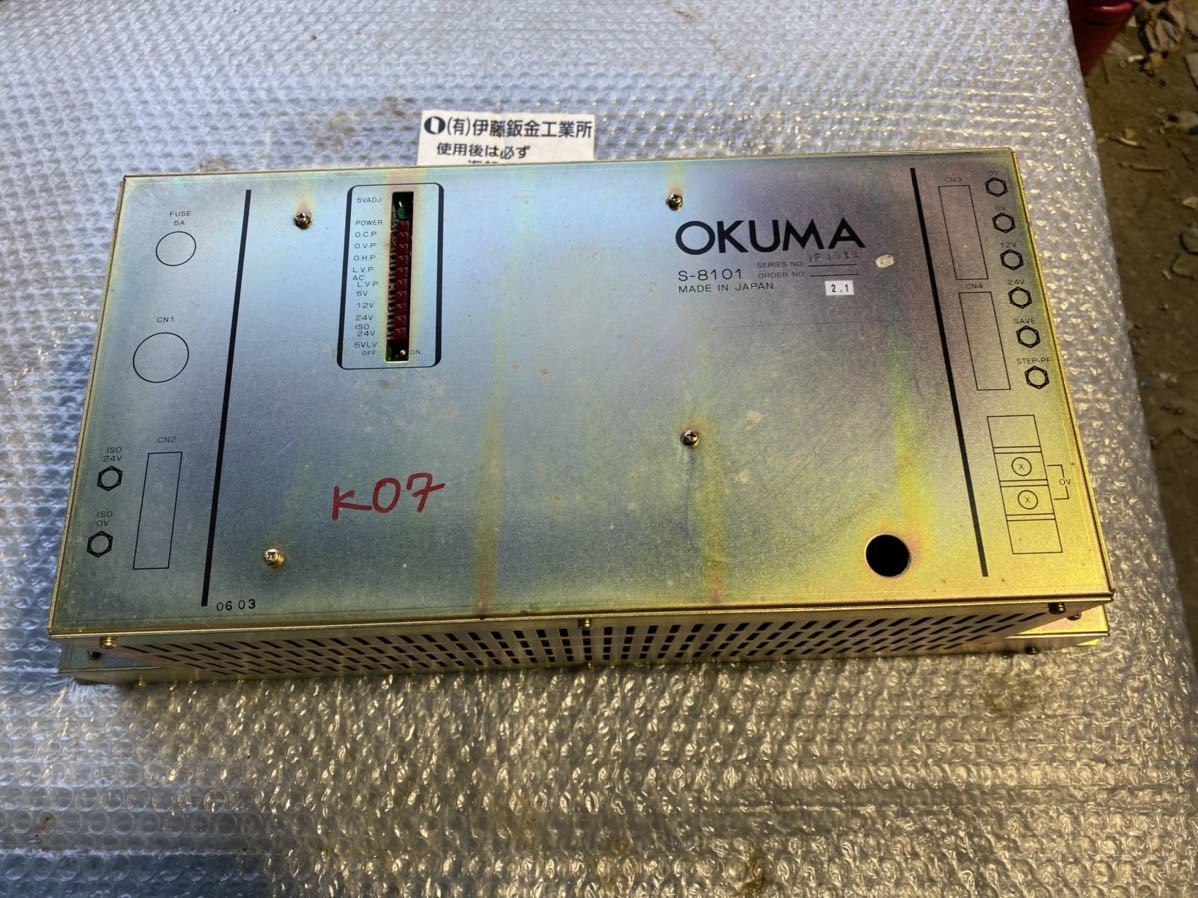 (有)伊藤鈑金工業所
使用後は必ず
FUSE
5A
CN1
CN2
ISO
24V
ISO
0V
0603
5VADJ
POWER
O.C.P
O.V.P
O.H.P
L.V.P
AC
L.V.P
5V
12V
24V
ISO
24V
5VLV
OFF ON
K07
OKUMA
S-8101
SERIES NO.
ORDER NO.
MADE IN JAPAN
2.1
CN3
CN4
0V
5V
12V
24V
SAVE
STEP-PF
0V